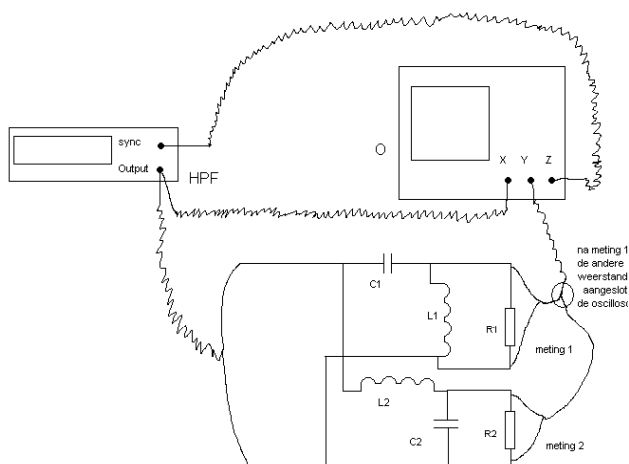 sync
Output
HPF
O
X Y Z
na meting 1
de andere
weerstand
aangeslot
de oscillosc
C1
L1
R1
meting 1
L2
C2
R2
meting 2